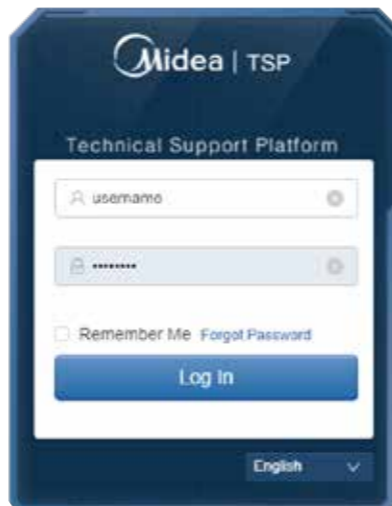 Midea | TSP
Technical Support Platform
username
••••••••
Remember Me Forgot Password
Log In
English